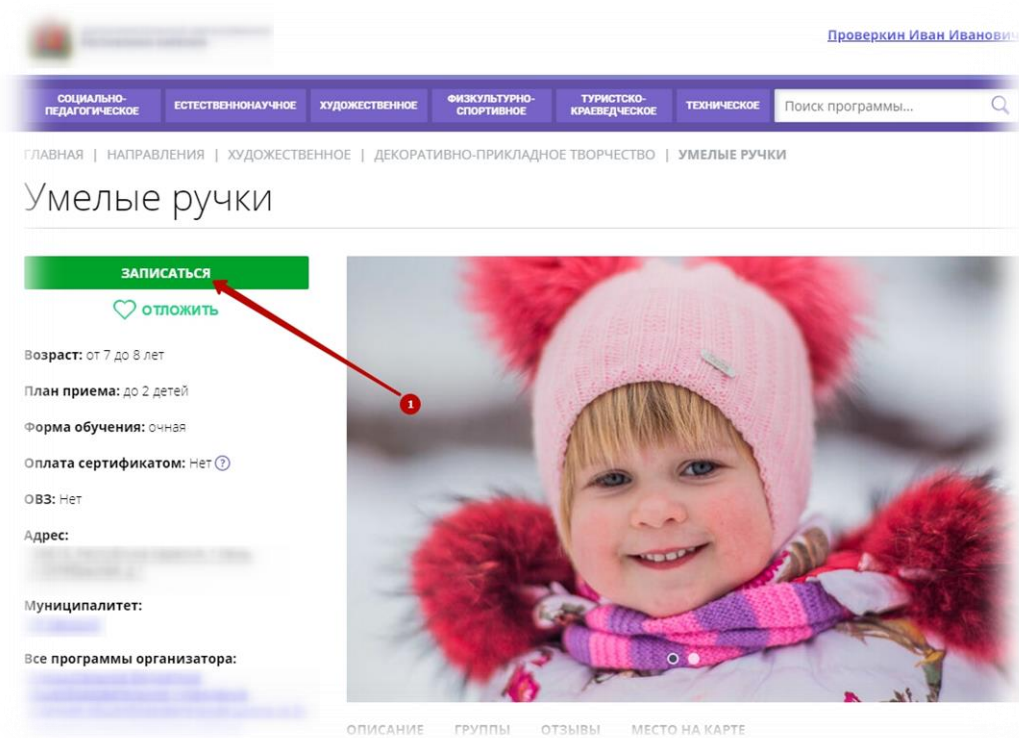 Проверкин Иван Иванович
СОЦИАЛЬНО-
ПЕДАГОГИЧЕСКОЕ
ЕСТЕСТВЕННОНАУЧНОЕ
ХУДОЖЕСТВЕННОЕ
ФИЗКУЛЬТУРНО-
СПОРТИВНОЕ
ТУРИСТСКО-
КРАЕВЕДЧЕСКОЕ
ТЕХНИЧЕСКОЕ
Поиск программы...
ГЛАВНАЯ | НАПРАВЛЕНИЯ | ХУДОЖЕСТВЕННОЕ | ДЕКОРАТИВНО-ПРИКЛАДНОЕ ТВОРЧЕСТВО | УМЕЛЫЕ РУЧКИ
Умелые ручки
ЗАПИСАТЬСЯ
ОТЛОЖИТЬ
1
Возраст: от 7 до 8 лет
План приема: до 2 детей
Форма обучения: очная
Оплата сертификатом: Нет ?
ОВЗ: Нет
Адрес:
Муниципалитет:
Все программы организатора:
ОПИСАНИЕ ГРУППЫ ОТЗЫВЫ МЕСТО НА КАРТЕ